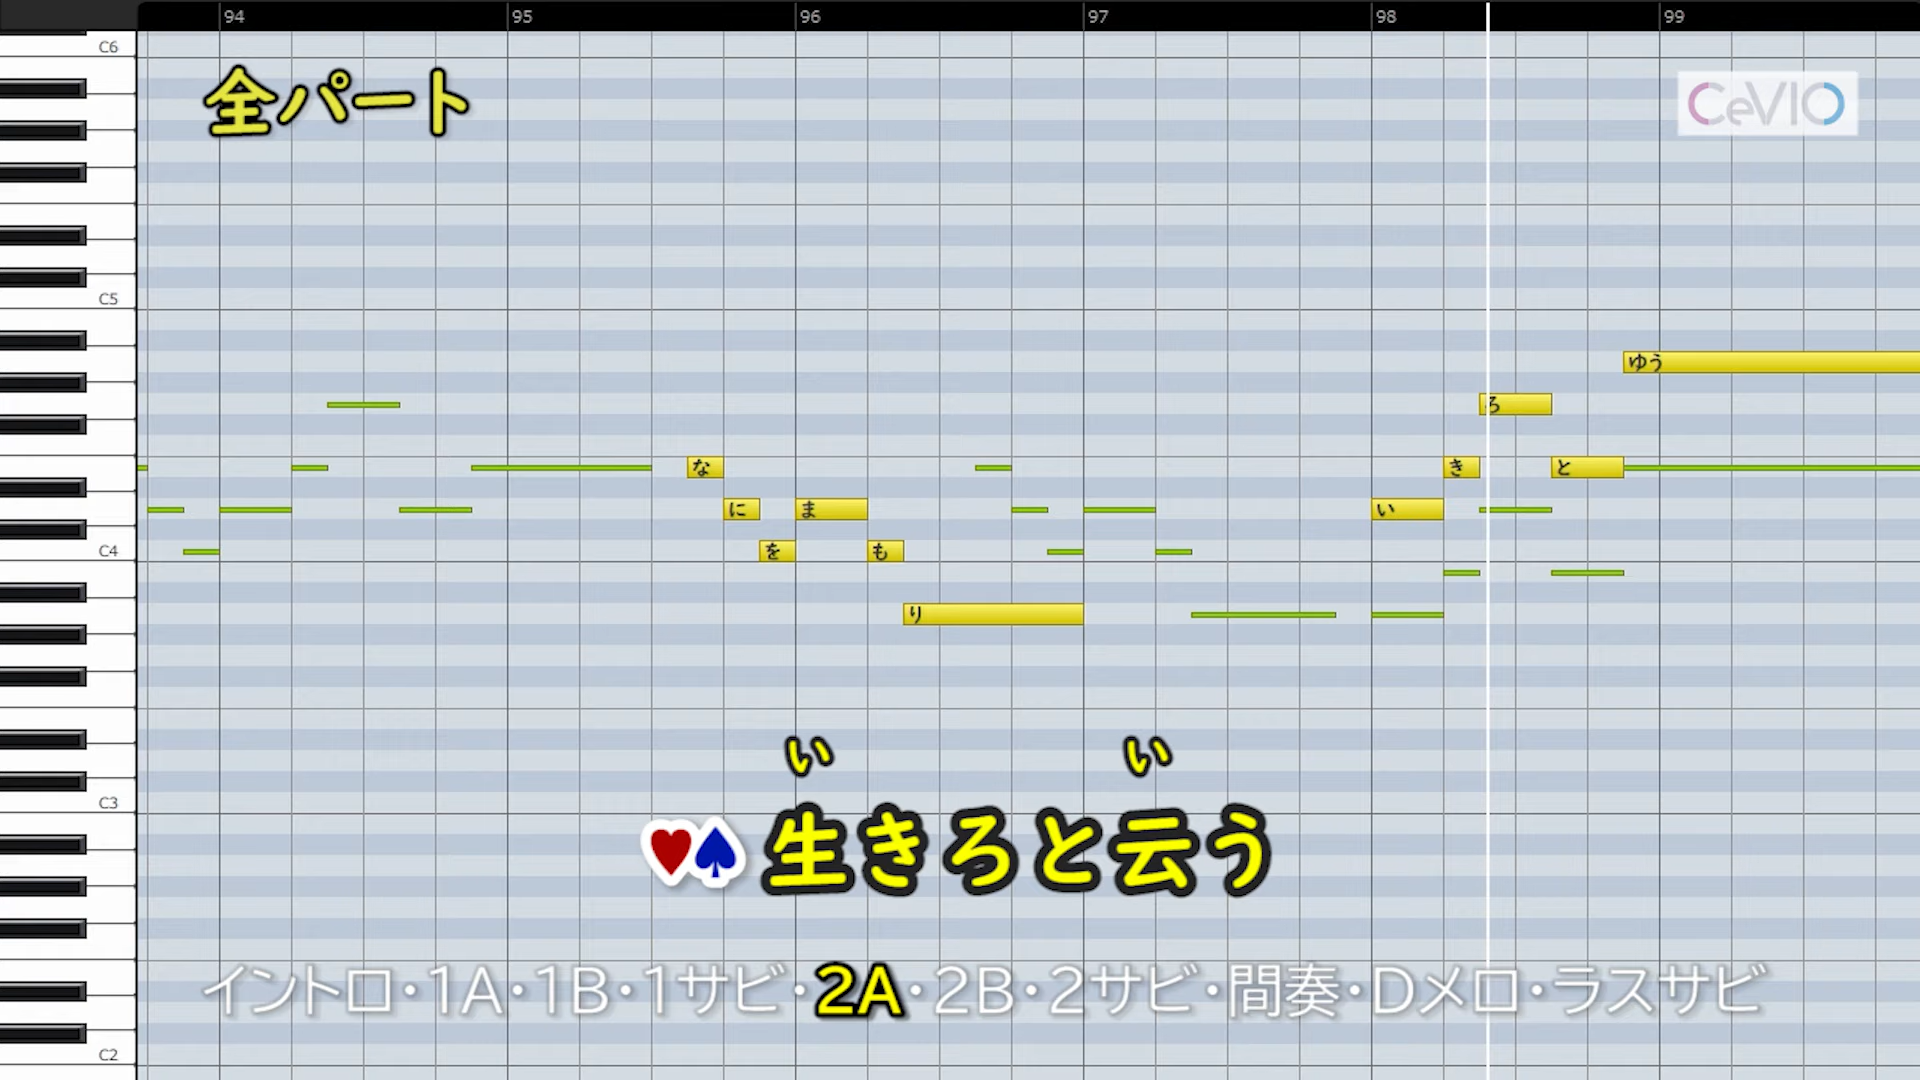 94 95 96 97 98 99
C6
全パート
CeVIO
C5
ゆう
ろ
な き と
に ま い
C4
を も
り
い い
C3
生きろと云う
イントロ・1A・1B・1サビ・2A・2B・2サビ・間奏・Dメロ・ラスサビ
C2